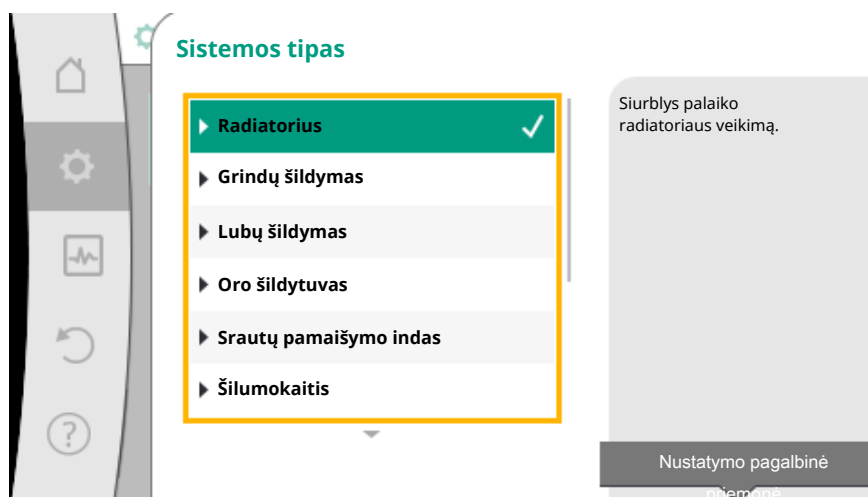 Sistemos tipas
Radiatorius
Grindų šildymas
Lubų šildymas
Oro šildytuvas
Srautų pamaišymo indas
Šilumokaitis
Siurblys palaiko
radiatoriaus veikimą.
Nustatymo pagalbinė
priemonė